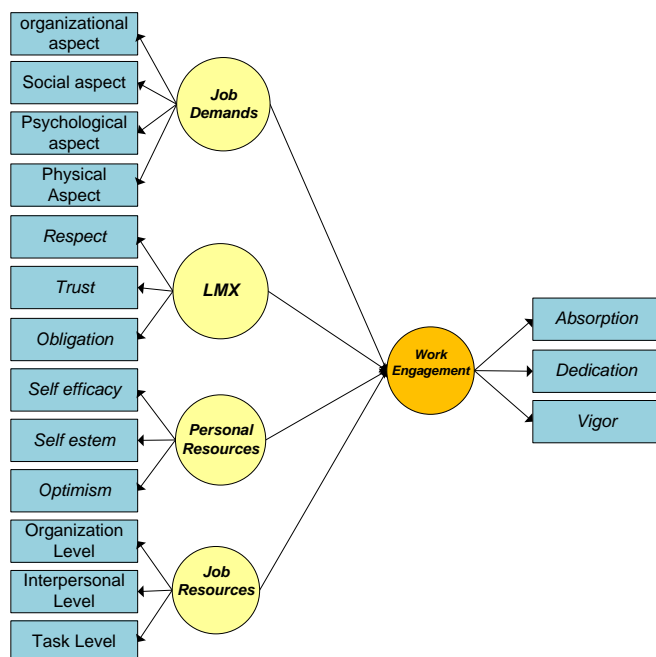 organizational
aspect
Social aspect
Psychological
aspect
Physical
Aspect
Job
Demands
Respect
Trust
Obligation
LMX
Self efficacy
Self estem
Optimism
Personal
Resources
Organization
Level
Interpersonal
Level
Task Level
Job
Resources
Work
Engagement
Absorption
Dedication
Vigor